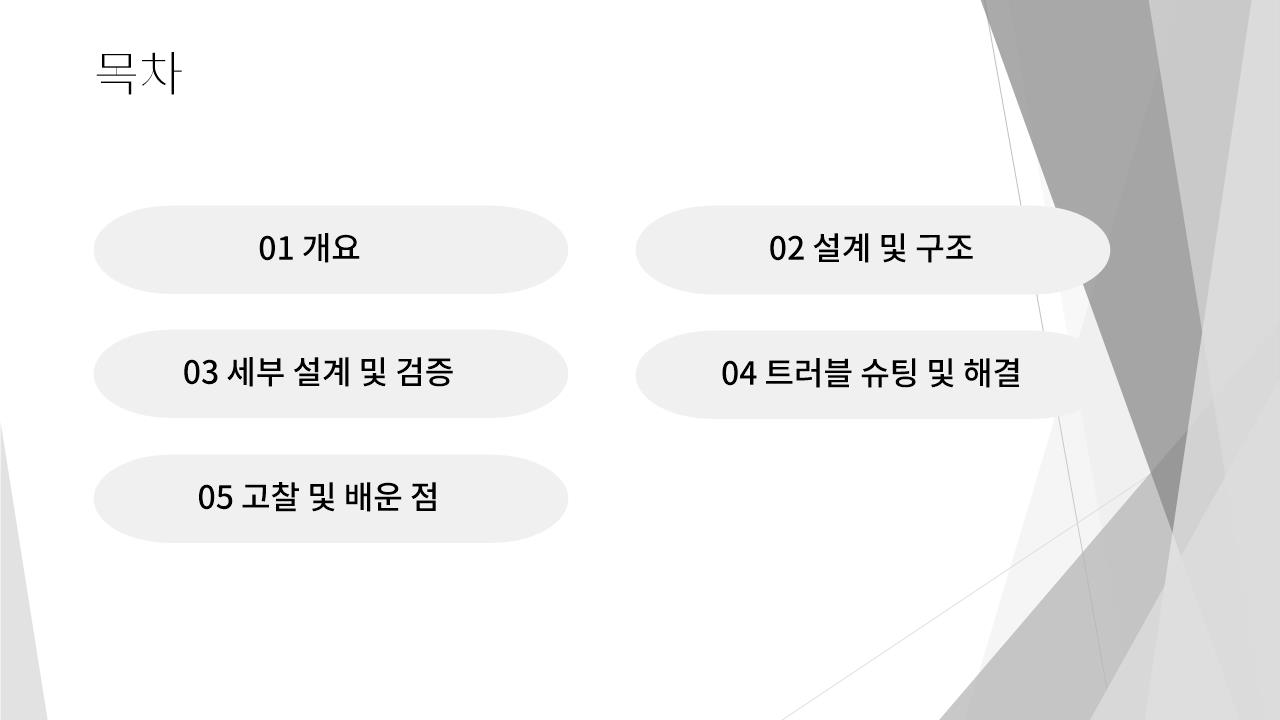 목차
01 개요
02 설계 및 구조
03 세부 설계 및 검증
04 트러블 슈팅 및 해결
05 고찰 및 배운 점